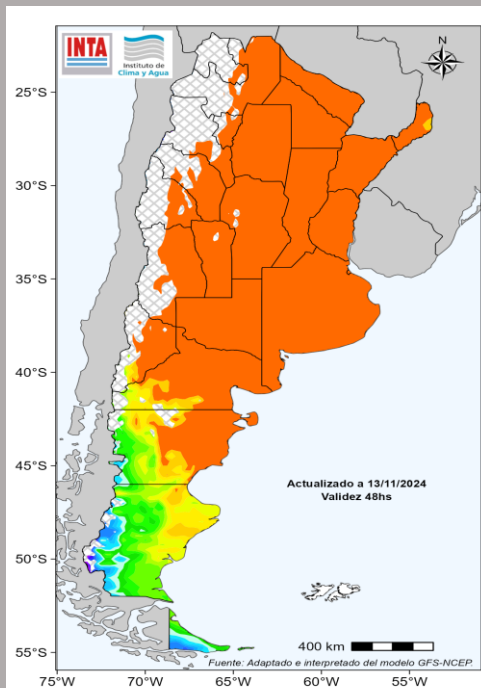 INTA
Instituto de
Clima y Agua
N
25°S
30°S
35°S
40°S
45°S
50°S
55°S
Actualizado a 13/11/2024
Validez 48hs
400 km
Fuente: Adaptado e interpretado del modelo GFS-NCEP.
75°W
70°W
65°W
60°W
55°W